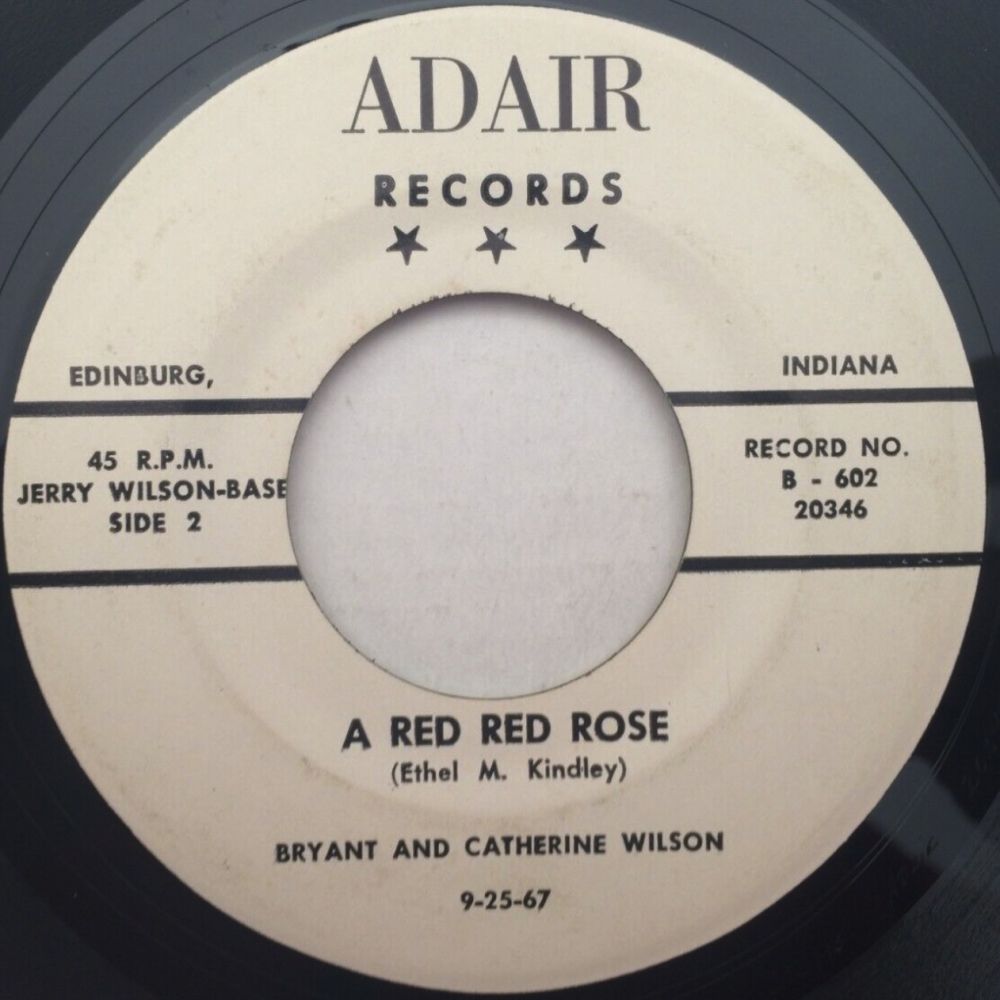 ADAIR
RECORDS
EDINBURG,
INDIANA
45 R.P.M.
JERRY WILSON-BASE
SIDE 2
RECORD NO.
B - 602
20346
A RED RED ROSE
(Ethel M. Kindley)
BRYANT AND CATHERINE WILSON
9-25-67